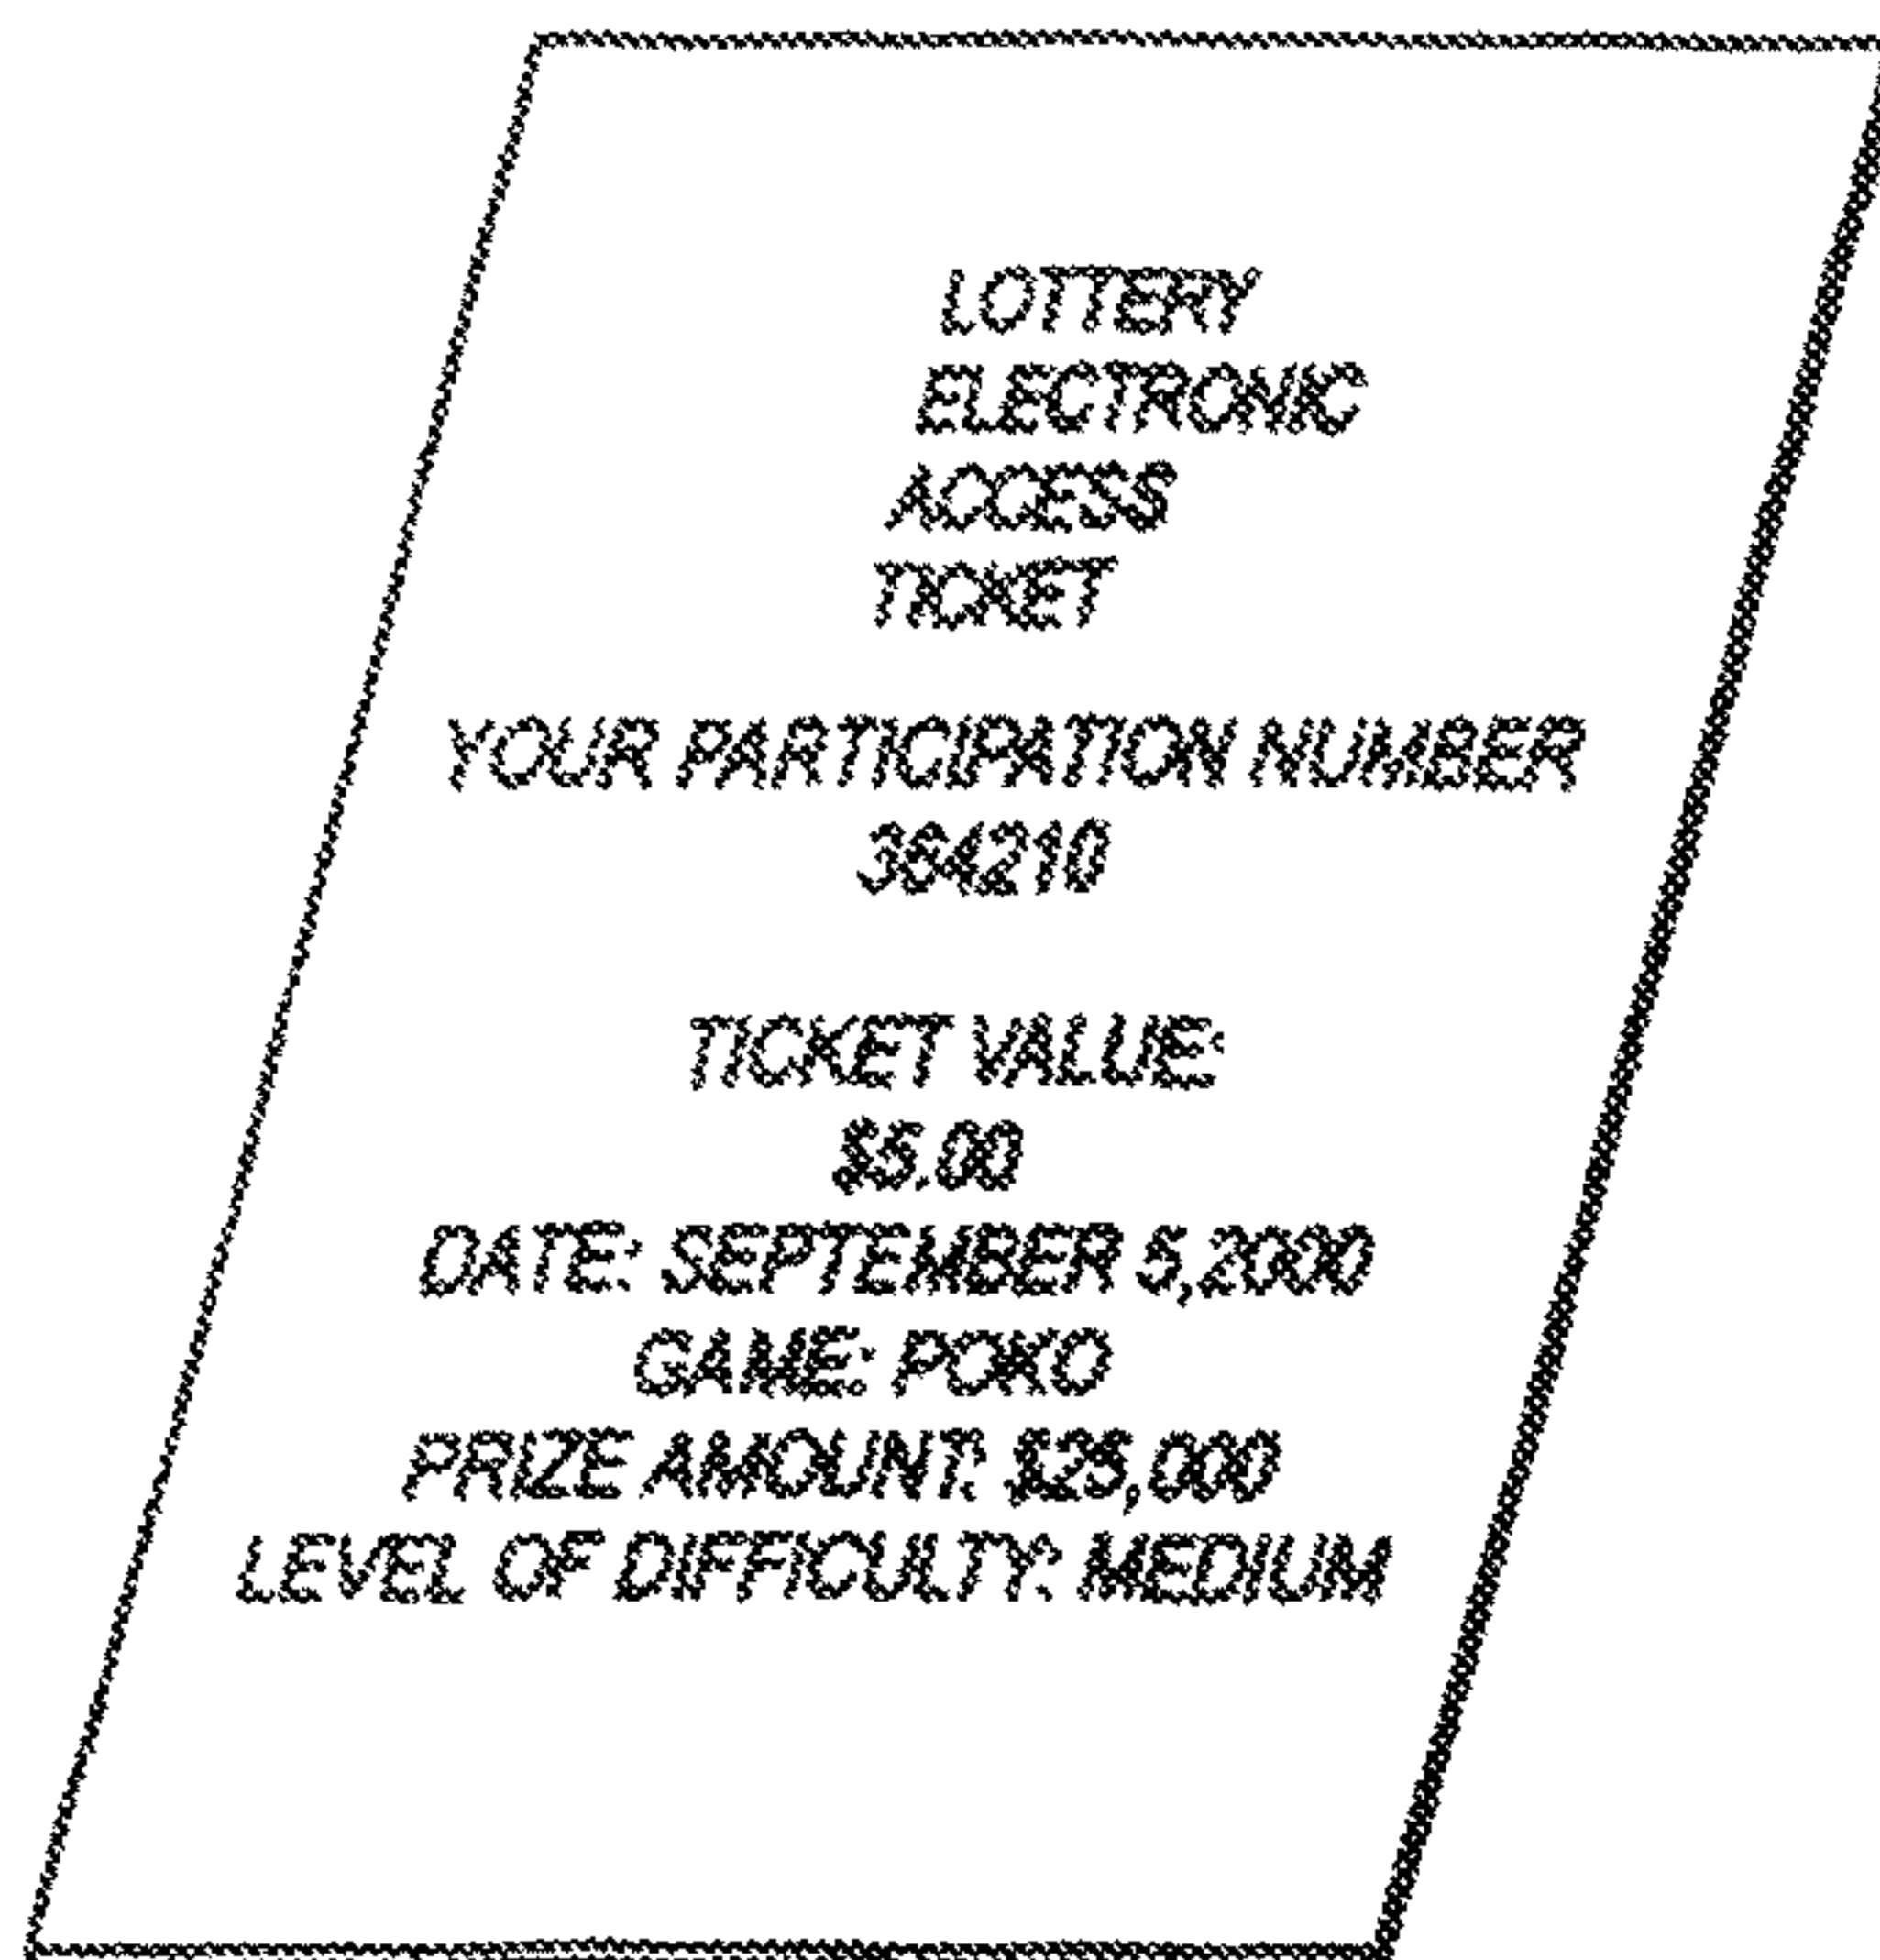 LOTTERY
ELECTRONIC
ACCESS
TICKET
YOUR PARTICIPATION NUMBER
364210
TICKET VALUE:
$5.00
DATE: SEPTEMBER 5,2000
GAME: POKO
PRIZE AMOUNT: $25,000
LEVEL OF DIFFICULTY: MEDIUM